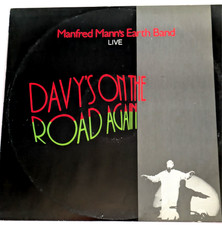 Manfred Mann's Earth Band
LIVE
DAVY'S ON THE
ROAD AGAIN